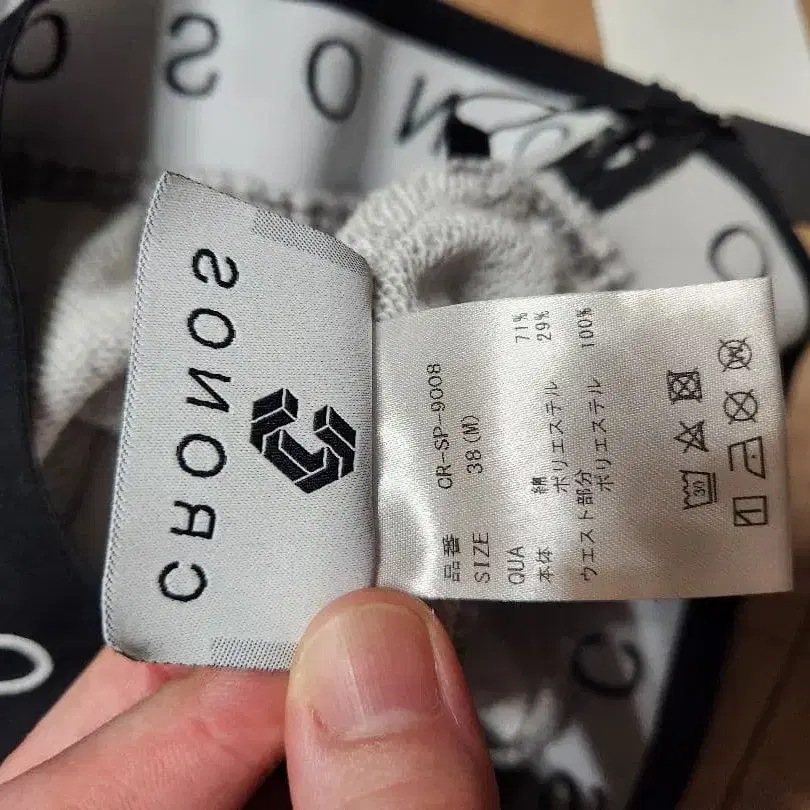 CRONOS
品番 CR-SP-9008
SIZE 38(M)
QUA
本体 綿 71%
ポリエステル 29%
ウエスト部分
ポリエステル 100%
30